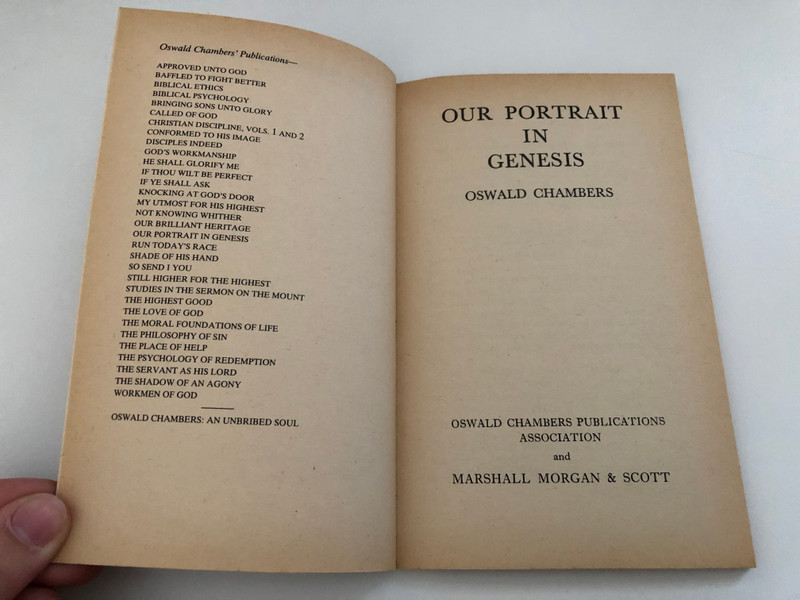 Oswald Chambers' Publications—
APPROVED UNTO GOD
BAFFLED TO FIGHT BETTER
BIBLICAL ETHICS
BIBLICAL PSYCHOLOGY
BRINGING SONS UNTO GLORY
CALLED OF GOD
CHRISTIAN DISCIPLINE, VOLS. 1 AND 2
CONFORMED TO HIS IMAGE
DISCIPLES INDEED
GOD'S WORKMANSHIP
HE SHALL GLORIFY ME
IF THOU WILT BE PERFECT
IF YE SHALL ASK
KNOCKING AT GOD'S DOOR
MY UTMOST FOR HIS HIGHEST
NOT KNOWING WHITHER
OUR BRILLIANT HERITAGE
OUR PORTRAIT IN GENESIS
RUN TODAY'S RACE
SHADE OF HIS HAND
SO SEND I YOU
STILL HIGHER FOR THE HIGHEST
STUDIES IN THE SERMON ON THE MOUNT
THE HIGHEST GOOD
THE LOVE OF GOD
THE MORAL FOUNDATIONS OF LIFE
THE PHILOSOPHY OF SIN
THE PLACE OF HELP
THE PSYCHOLOGY OF REDEMPTION
THE SERVANT AS HIS LORD
THE SHADOW OF AN AGONY
WORKMEN OF GOD
OSWALD CHAMBERS: AN UNBRIBED SOUL
OUR PORTRAIT
IN
GENESIS
OSWALD CHAMBERS
OSWALD CHAMBERS PUBLICATIONS
ASSOCIATION
and
MARSHALL MORGAN & SCOTT